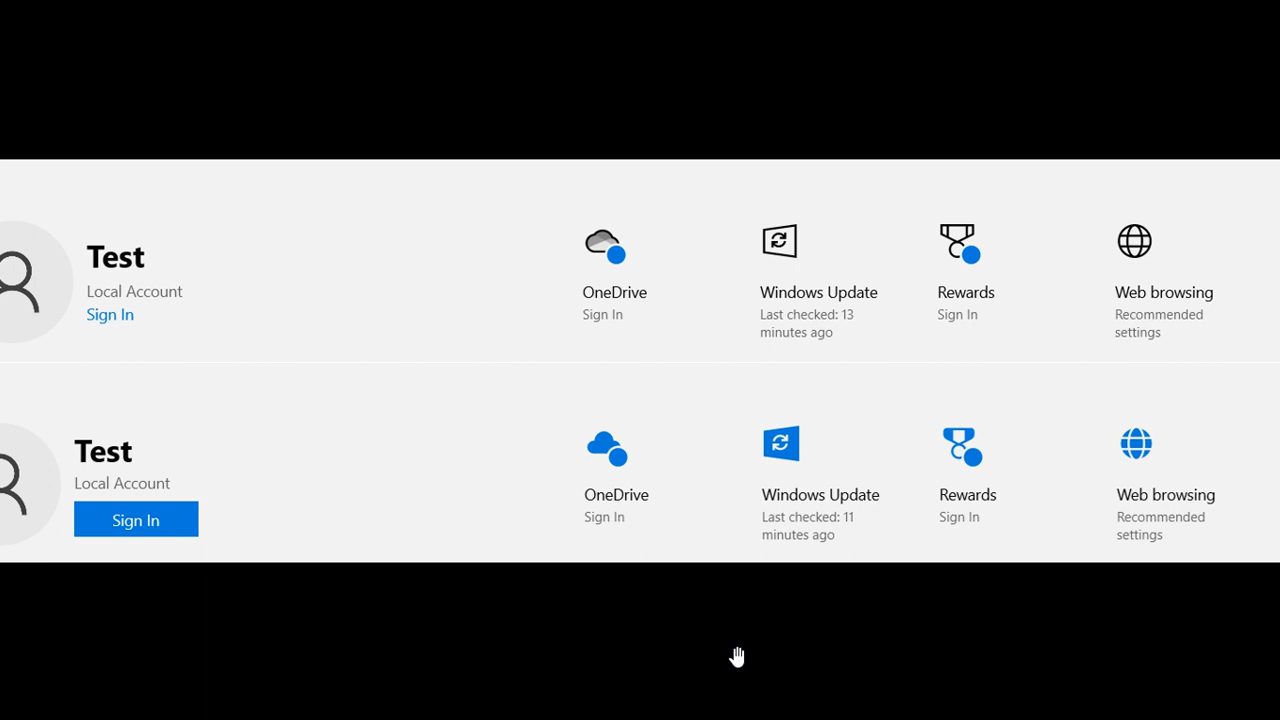 Test
Local Account
Sign In
OneDrive
Sign In
Windows Update
Last checked: 13
minutes ago
Rewards
Sign In
Web browsing
Recommended
settings
Test
Local Account
Sign In
OneDrive
Sign In
Windows Update
Last checked: 11
minutes ago
Rewards
Sign In
Web browsing
Recommended
settings